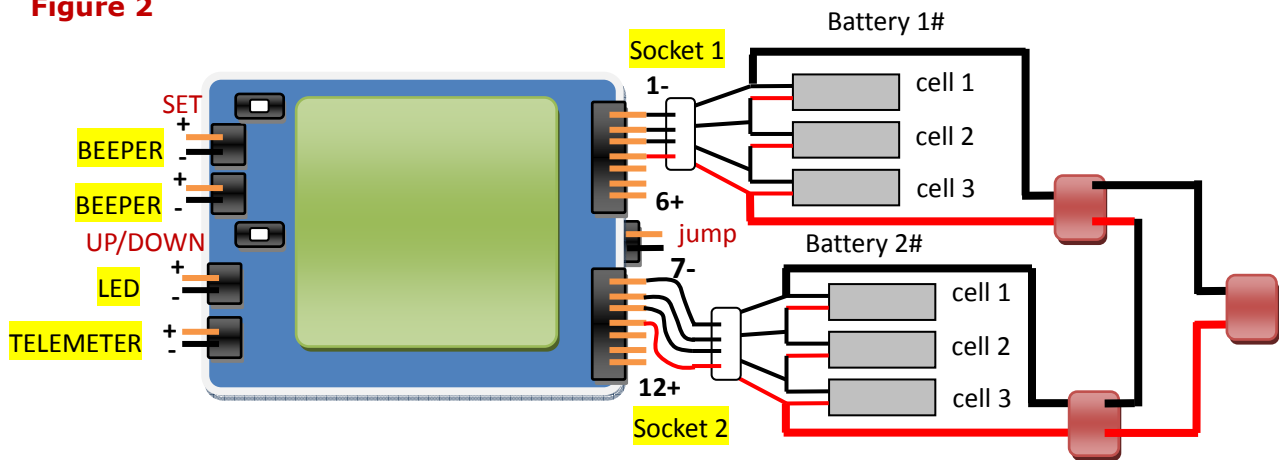 Figure 2
Battery 1#
Socket 1
1-
cell 1
SET
+
BEEPER
-
cell 2
+
BEEPER
-
cell 3
6+
UP/DOWN
jump
Battery 2#
7-
+
LED
-
cell 1
+
TELEMETER
-
cell 2
12+
cell 3
Socket 2